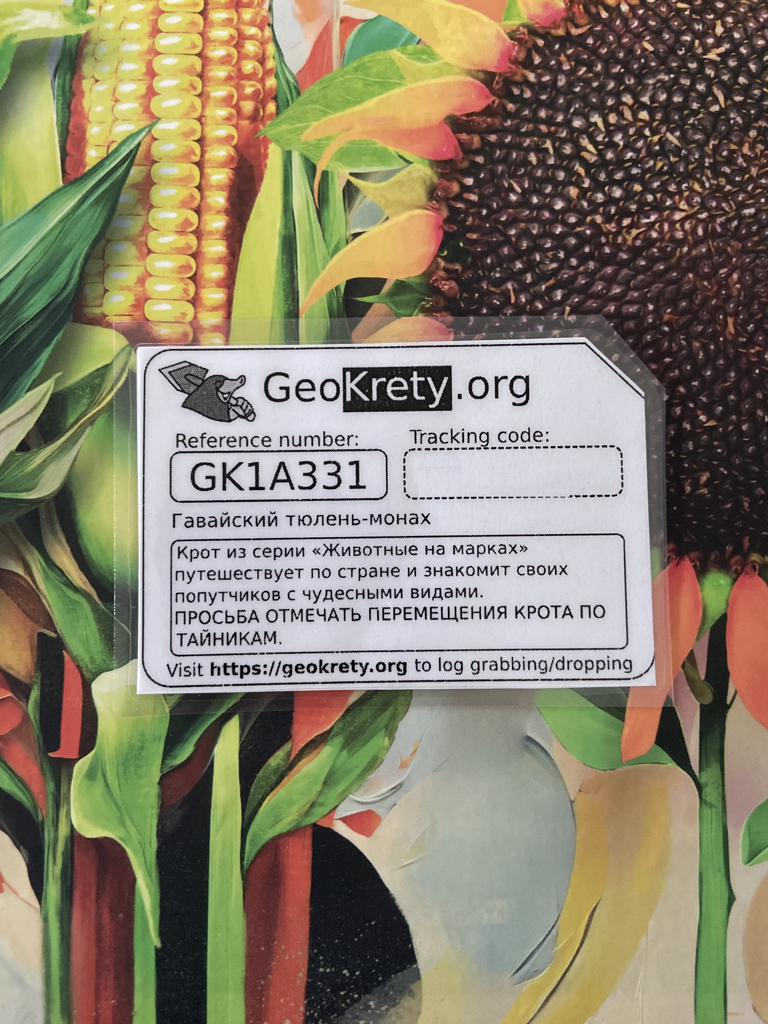 GeoKrety.org
Reference number:
Tracking code:
GK1A331
Гавайский тюлень-монах
Крот из серии «Животные на марках»
путешествует по стране и знакомит своих
попутчиков с чудесными видами.
ПРОСЬБА ОТМЕЧАТЬ ПЕРЕМЕЩЕНИЯ КРОТА ПО
ТАЙНИКАМ.
Visit https://geokrety.org to log grabbing/dropping